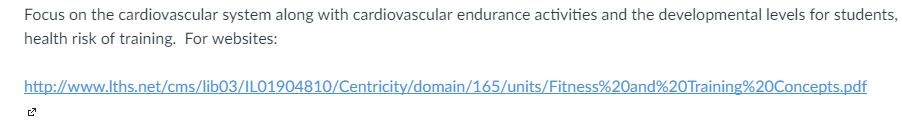 Focus on the cardiovascular system along with cardiovascular endurance activities and the developmental levels for students,
health risk of training.  For websites:
http://www.lths.net/cms/lib03/IL01904810/Centricity/domain/165/units/Fitness%20and%20Training%20Concepts.pdf